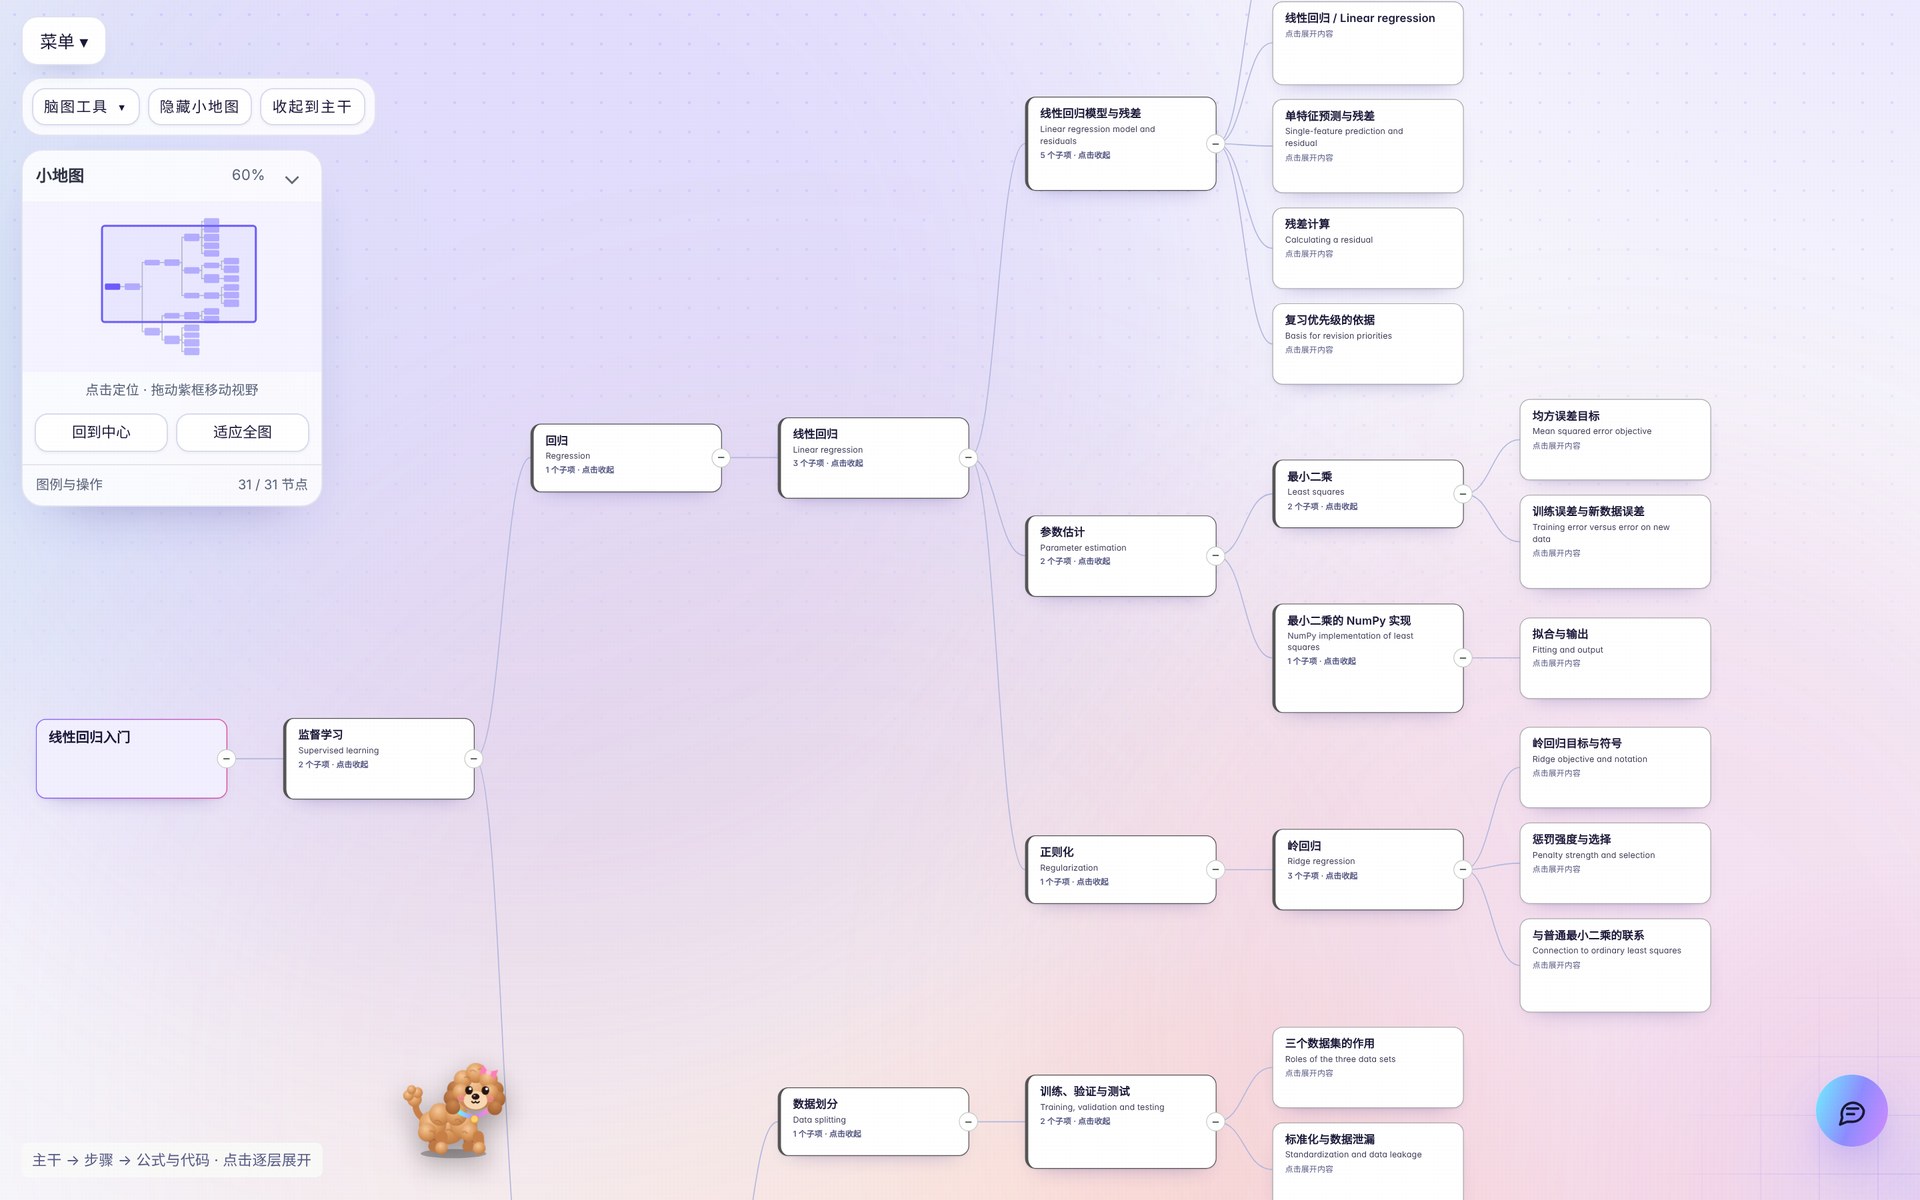 菜单 ▾
脑图工具 ▾
隐藏小地图
收起到主干
小地图
60%
点击定位 · 拖动紫框移动视野
回到中心
适应全图
图例与操作
31 / 31 节点
线性回归入门
监督学习
Supervised learning
2 个子项 · 点击收起
回归
Regression
1 个子项 · 点击收起
线性回归
Linear regression
3 个子项 · 点击收起
线性回归模型与残差
Linear regression model and
residuals
5 个子项 · 点击收起
线性回归 / Linear regression
点击展开内容
单特征预测与残差
Single-feature prediction and
residual
点击展开内容
残差计算
Calculating a residual
点击展开内容
复习优先级的依据
Basis for revision priorities
点击展开内容
参数估计
Parameter estimation
2 个子项 · 点击收起
最小二乘
Least squares
2 个子项 · 点击收起
均方误差目标
Mean squared error objective
点击展开内容
训练误差与新数据误差
Training error versus error on new
data
点击展开内容
最小二乘的 NumPy 实现
NumPy implementation of least
squares
1 个子项 · 点击收起
拟合与输出
Fitting and output
点击展开内容
正则化
Regularization
1 个子项 · 点击收起
岭回归
Ridge regression
3 个子项 · 点击收起
岭回归目标与符号
Ridge objective and notation
点击展开内容
惩罚强度与选择
Penalty strength and selection
点击展开内容
与普通最小二乘的联系
Connection to ordinary least squares
点击展开内容
数据划分
Data splitting
1 个子项 · 点击收起
训练、验证与测试
Training, validation and testing
2 个子项 · 点击收起
三个数据集的作用
Roles of the three data sets
点击展开内容
标准化与数据泄漏
Standardization and data leakage
点击展开内容
主干 → 步骤 → 公式与代码 · 点击逐层展开